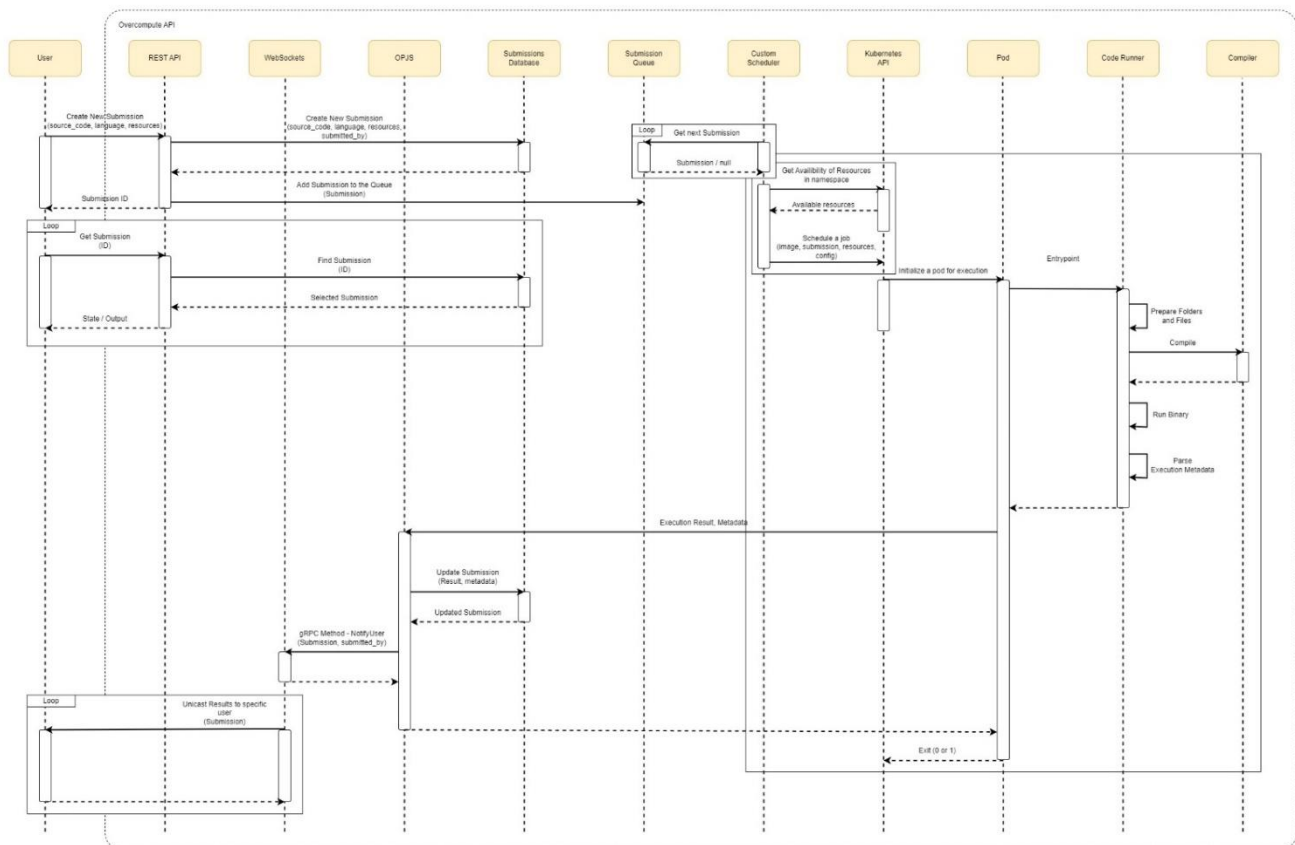 Overcompute API
User
REST API
WebSockets
OPJS
Submissions
Database
Submission
Queue
Custom
Scheduler
Kubernetes
API
Pod
Code Runner
Compiler
Create New Submission
(source_code, language, resources)
Create New Submission
(source_code, language, resources,
submitted_by)
Loop
Get next Submission
Submission / null
Get Availibility of Resources
in namespace
Add Submission to the Queue
(Submission)
Submission ID
Available resources
Loop
Get Submission
(ID)
Schedule a job
(image, submission, resources,
config)
Find Submission
(ID)
Entrypoint
Initialize a pod for execution
Selected Submission
State / Output
Prepare Folders
and Files
Compile
Run Binary
Parse
Execution Metadata
Execution Result, Metadata
Update Submission
(Result, metadata)
Updated Submission
gRPC Method - NotifyUser
(Submission, submitted_by)
Loop
Unicast Results to specific
user
(Submission)
Exit (0 or 1)